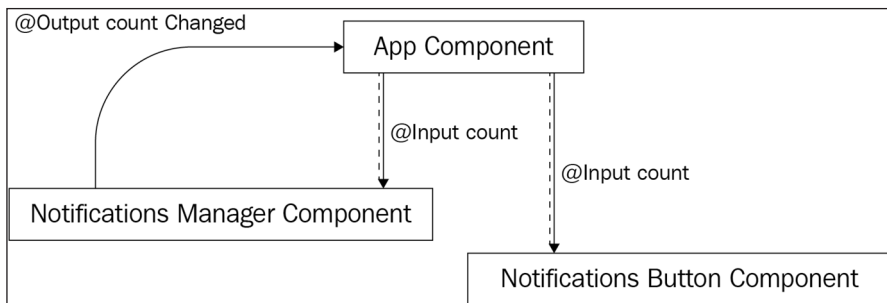 @Output count Changed
App Component
@Input count
@Input count
Notifications Manager Component
Notifications Button Component